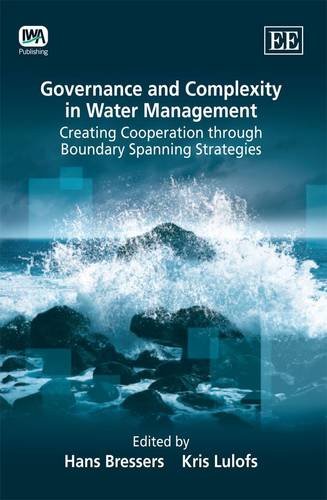 IWA
Publishing
EE
Governance and Complexity
in Water Management
Creating Cooperation through
Boundary Spanning Strategies
Edited by
Hans Bressers Kris Lulofs